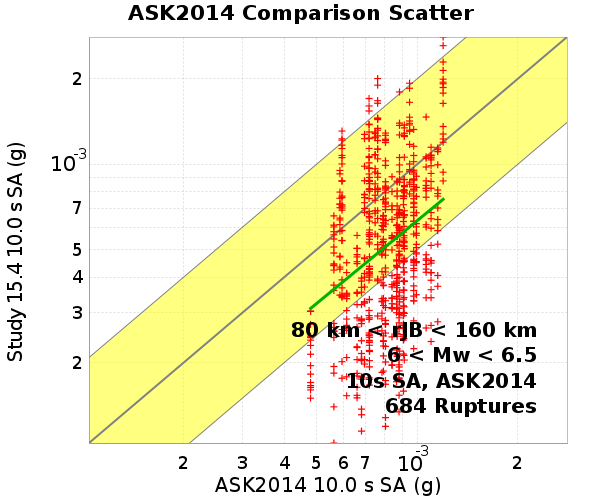 ASK2014 Comparison Scatter
Study 15.4 10.0 s SA (g)
2
10-3
7
5
4
3
2
80 km < rJB < 160 km
6 < Mw < 6.5
10s SA, ASK2014
684 Ruptures
2 3 4 5 6 7 10-3 2
ASK2014 10.0 s SA (g)